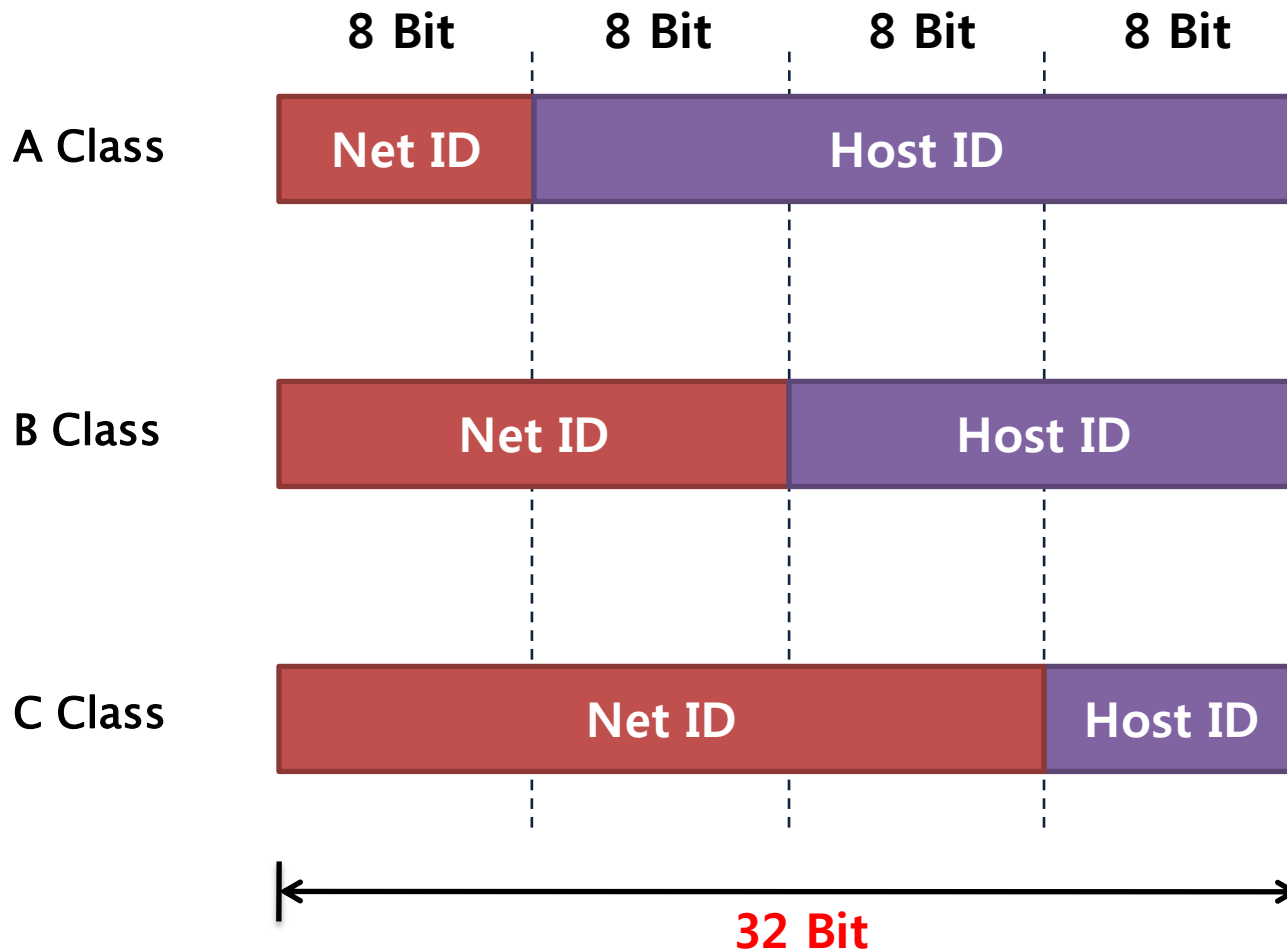 8 Bit 8 Bit 8 Bit 8 Bit
A Class Net ID Host ID
B Class Net ID Host ID
C Class Net ID Host ID
32 Bit